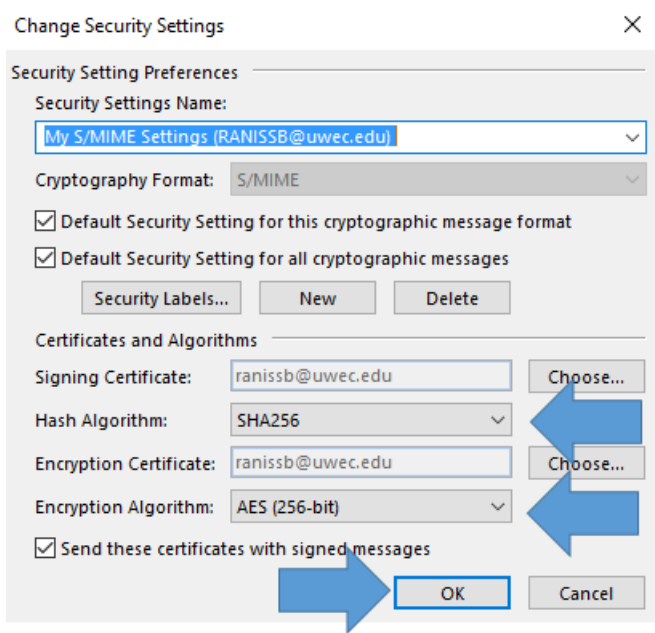 Change Security Settings
Security Setting Preferences
Security Settings Name:
My S/MIME Settings (RANISSB@uwec.edu)
Cryptography Format: S/MIME
Default Security Setting for this cryptographic message format
Default Security Setting for all cryptographic messages
Security Labels... New Delete
Certificates and Algorithms
Signing Certificate: ranissb@uwec.edu Choose...
Hash Algorithm: SHA256
Encryption Certificate: ranissb@uwec.edu Choose...
Encryption Algorithm: AES (256-bit)
Send these certificates with signed messages
OK Cancel